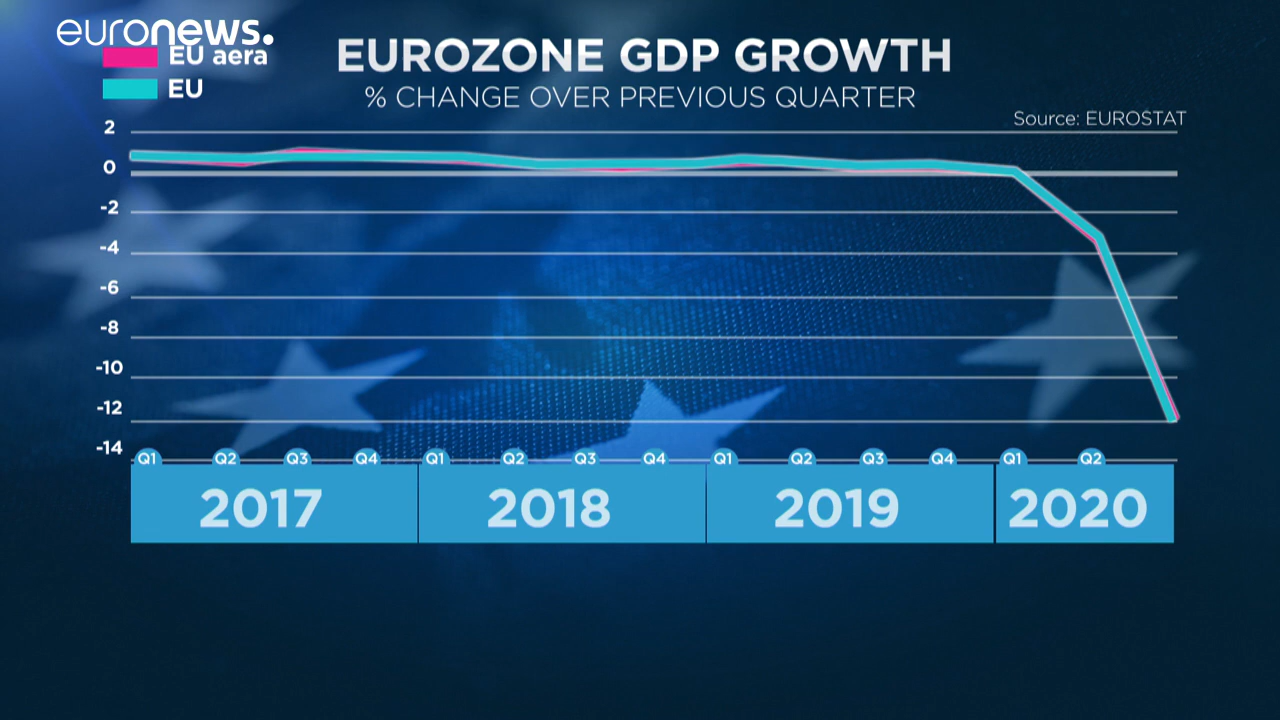 euronews.
EU aera
EU
EUROZONE GDP GROWTH
% CHANGE OVER PREVIOUS QUARTER
Source: EUROSTAT
2
0
-2
-4
-6
-8
-10
-12
-14
Q1 Q2 Q3 Q4 Q1 Q2 Q3 Q4 Q1 Q2 Q3 Q4 Q1 Q2
2017 2018 2019 2020